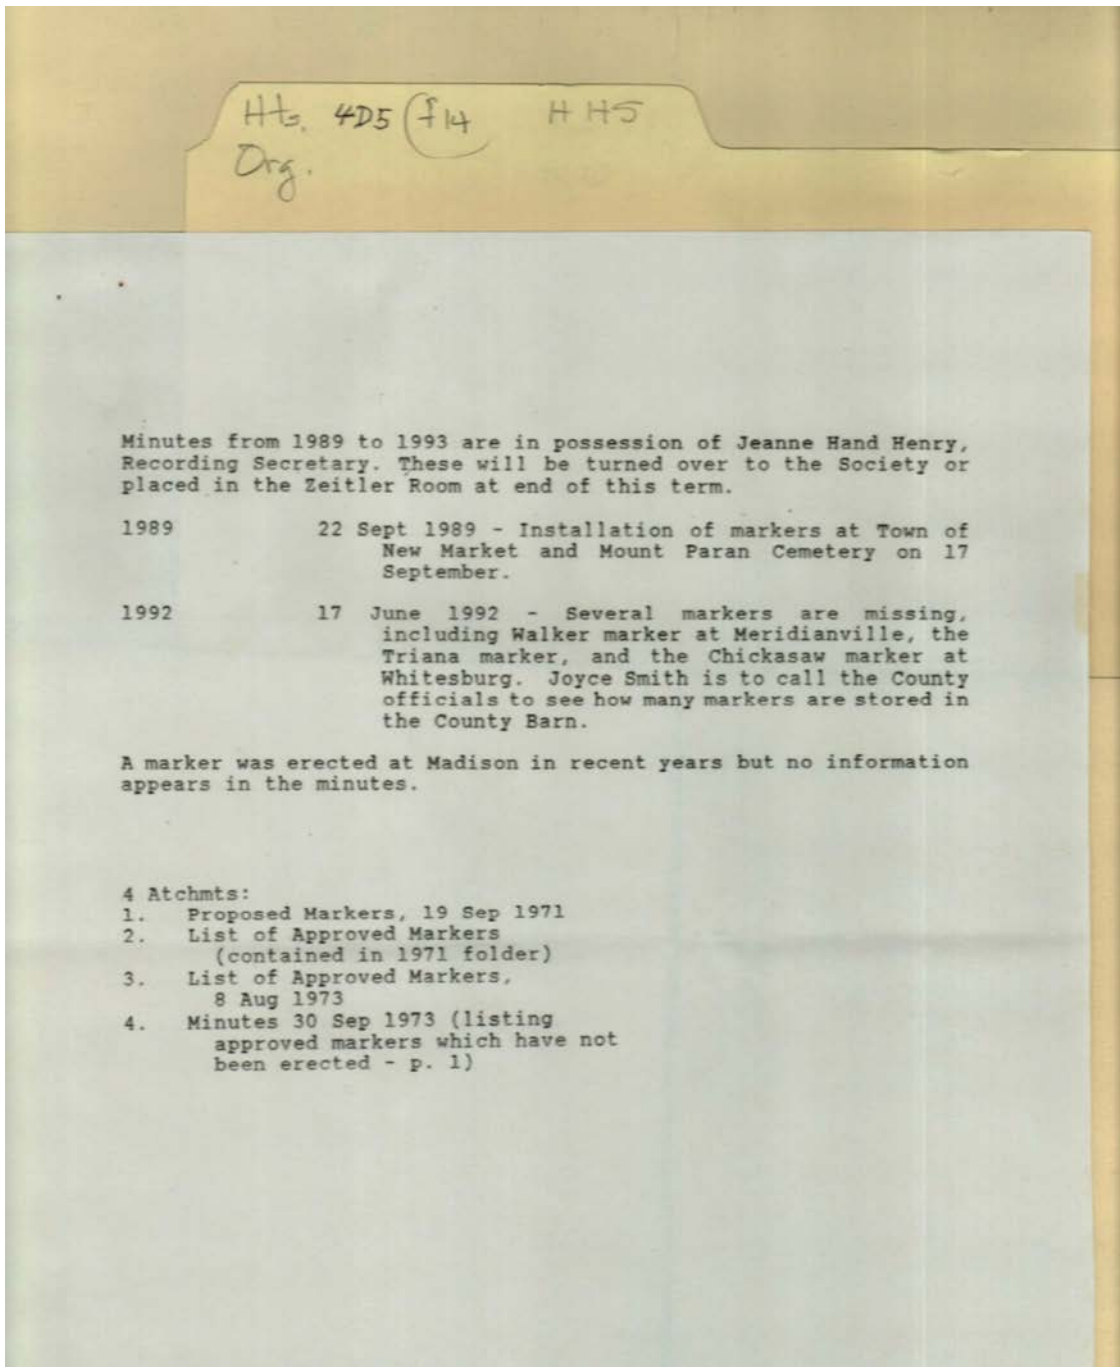 Hts. 4D5 (f14 HHS
Org.
Minutes from 1989 to 1993 are in possession of Jeanne Hand Henry,
Recording Secretary. These will be turned over to the Society or
placed in the Zeitler Room at end of this term.
1989 22 Sept 1989 - Installation of markers at Town of
New Market and Mount Paran Cemetery on 17
September.
1992 17 June 1992 - Several markers are missing,
including Walker marker at Meridianville, the
Triana marker, and the Chickasaw marker at
Whitesburg. Joyce Smith is to call the County
officials to see how many markers are stored in
the County Barn.
A marker was erected at Madison in recent years but no information
appears in the minutes.
4 Atchmts:
1. Proposed Markers, 19 Sep 1971
2. List of Approved Markers
(contained in 1971 folder)
3. List of Approved Markers,
8 Aug 1973
4. Minutes 30 Sep 1973 (listing
approved markers which have not
been erected - p. 1)